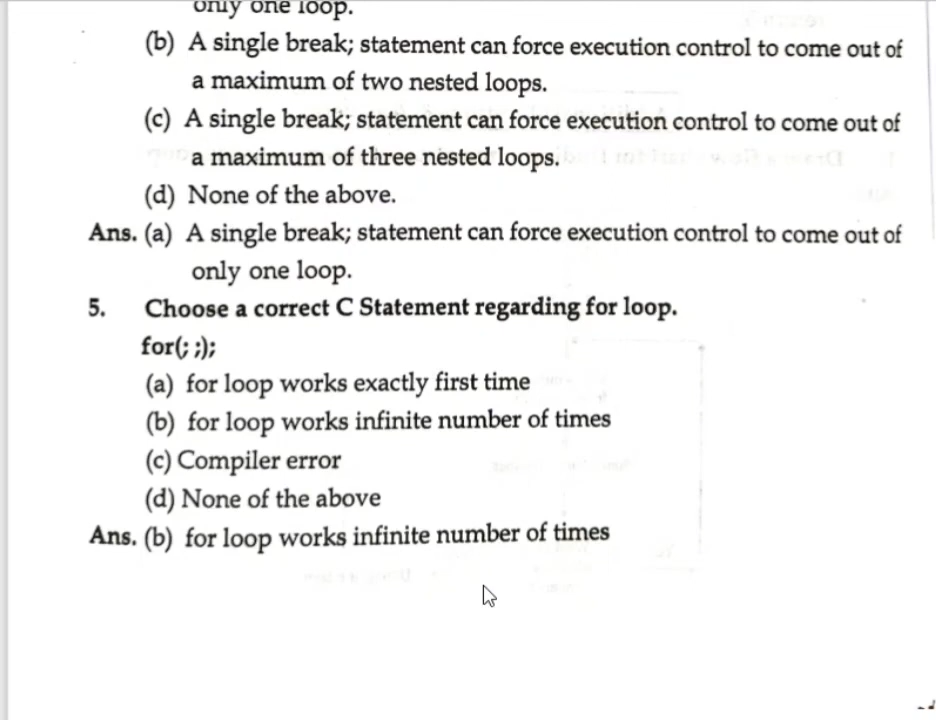 only one loop.
(b) A single break; statement can force execution control to come out of
a maximum of two nested loops.
(c) A single break; statement can force execution control to come out of
a maximum of three nested loops.
(d) None of the above.
Ans. (a) A single break; statement can force execution control to come out of
only one loop.
5. Choose a correct C Statement regarding for loop.
for(; ;);
(a) for loop works exactly first time
(b) for loop works infinite number of times
(c) Compiler error
(d) None of the above
Ans. (b) for loop works infinite number of times